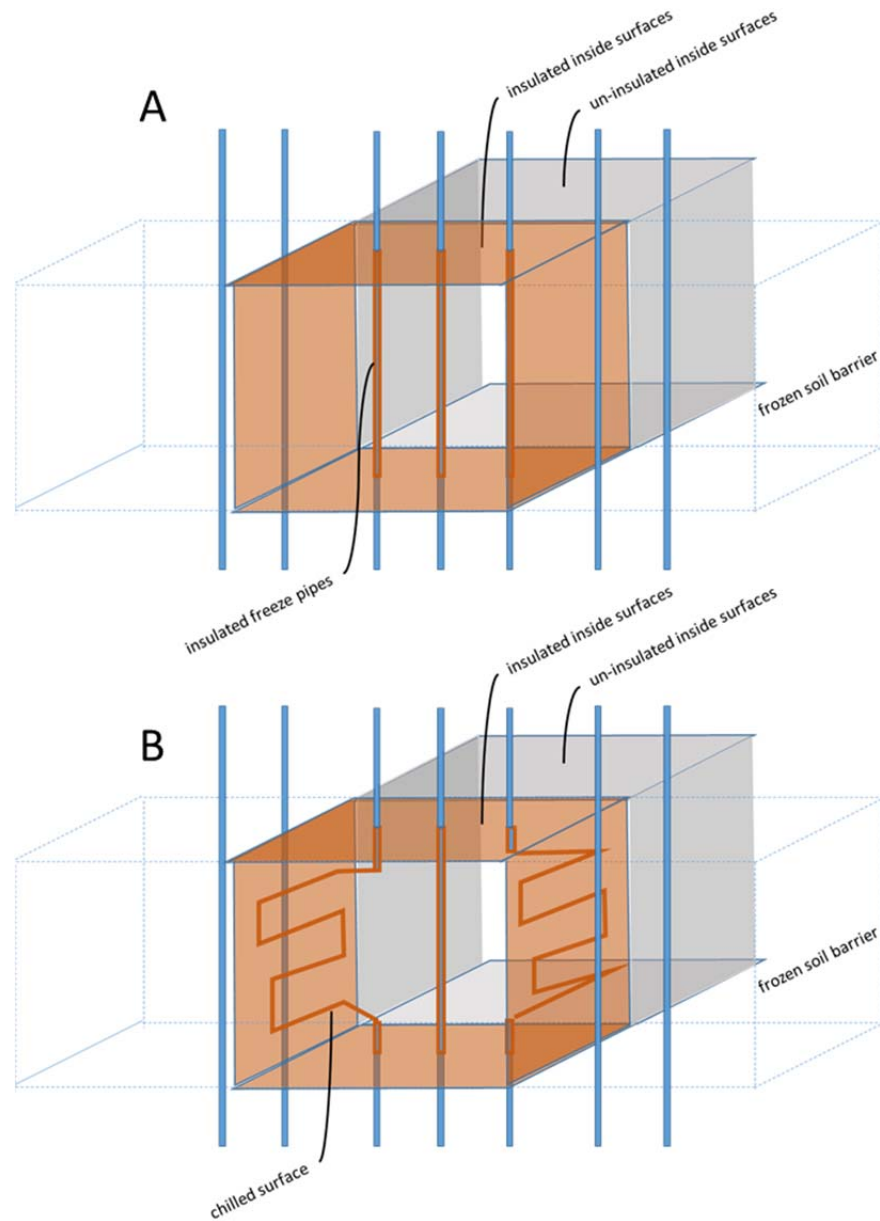 A
insulated inside surfaces
un-insulated inside surfaces
frozen soil barrier
insulated freeze pipes
B
insulated inside surfaces
un-insulated inside surfaces
frozen soil barrier
chilled surface